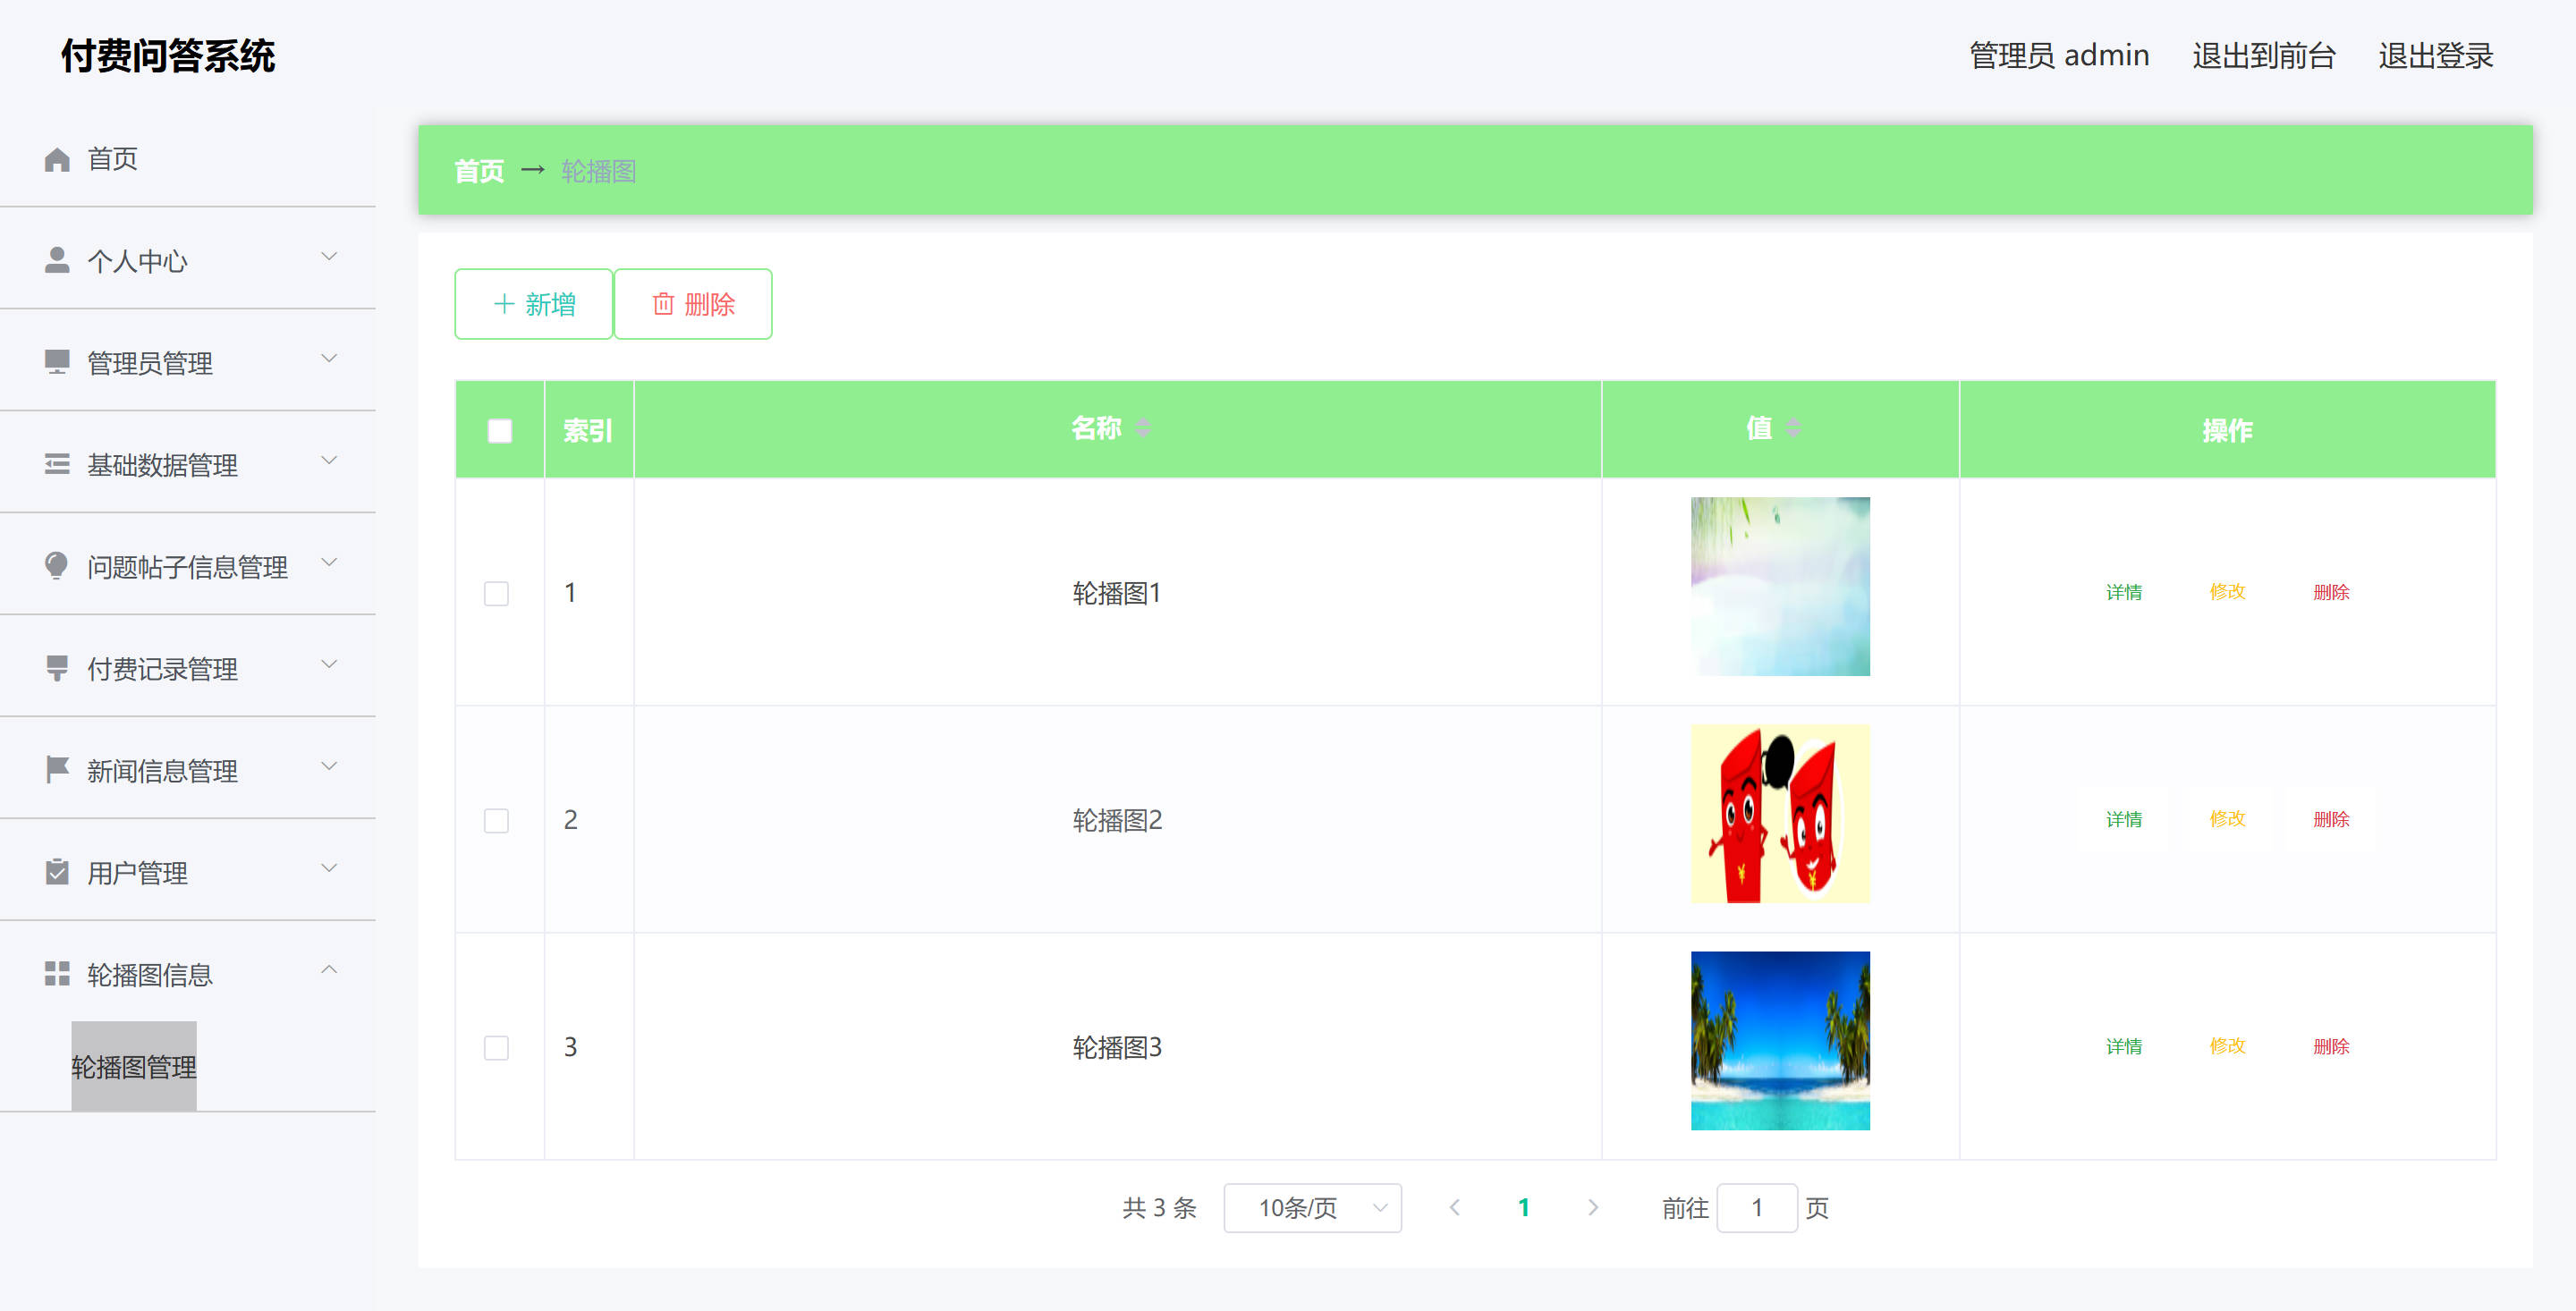 付费问答系统
管理员 admin 退出到前台 退出登录
首页
个人中心
管理员管理
基础数据管理
问题帖子信息管理
付费记录管理
新闻信息管理
用户管理
轮播图信息
轮播图管理
首页 → 轮播图
新增 删除
索引 名称 值 操作
1 轮播图1 详情 修改 删除
2 轮播图2 详情 修改 删除
3 轮播图3 详情 修改 删除
共 3 条 10条/页 1 前往 1 页